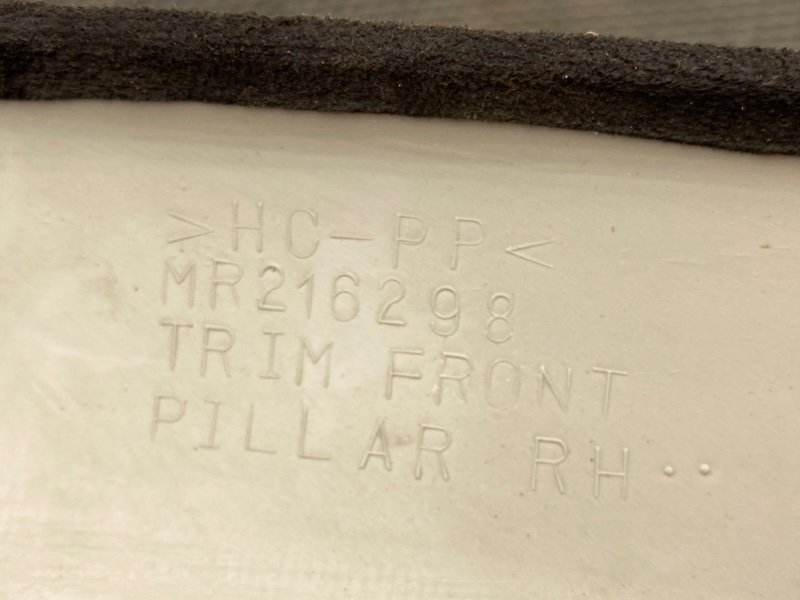 >HC-PP<
MR216298
TRIM FRONT
PILLAR RH··